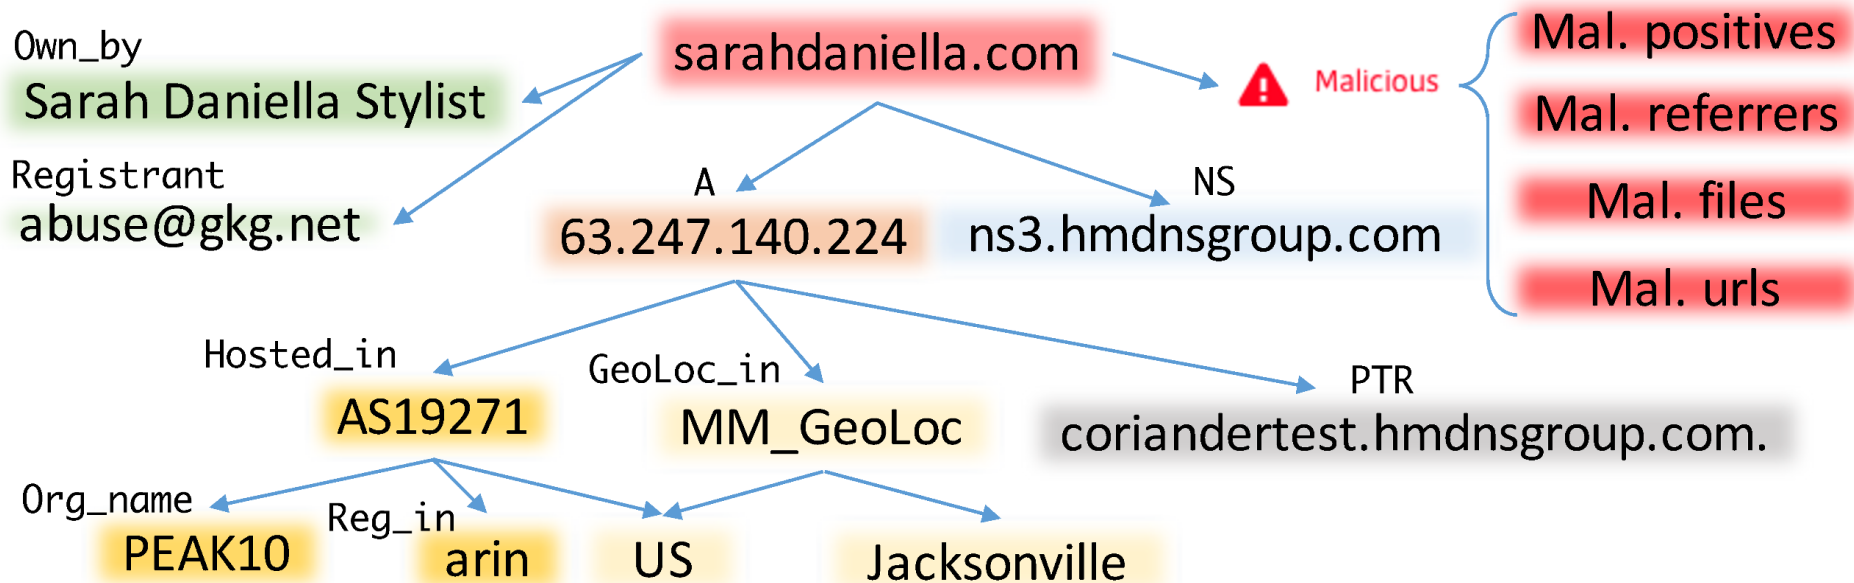 Own_by
sarahdaniella.com
Mal. positives
Sarah Daniella Stylist
Malicious
Mal. referrers
Registrant
A
NS
Mal. files
abuse@gkg.net
63.247.140.224
ns3.hmdnsgroup.com
Mal. urls
Hosted_in
GeoLoc_in
PTR
AS19271
MM_GeoLoc
coriandertest.hmdnsgroup.com.
Org_name
Reg_in
PEAK10
arin
US
Jacksonville